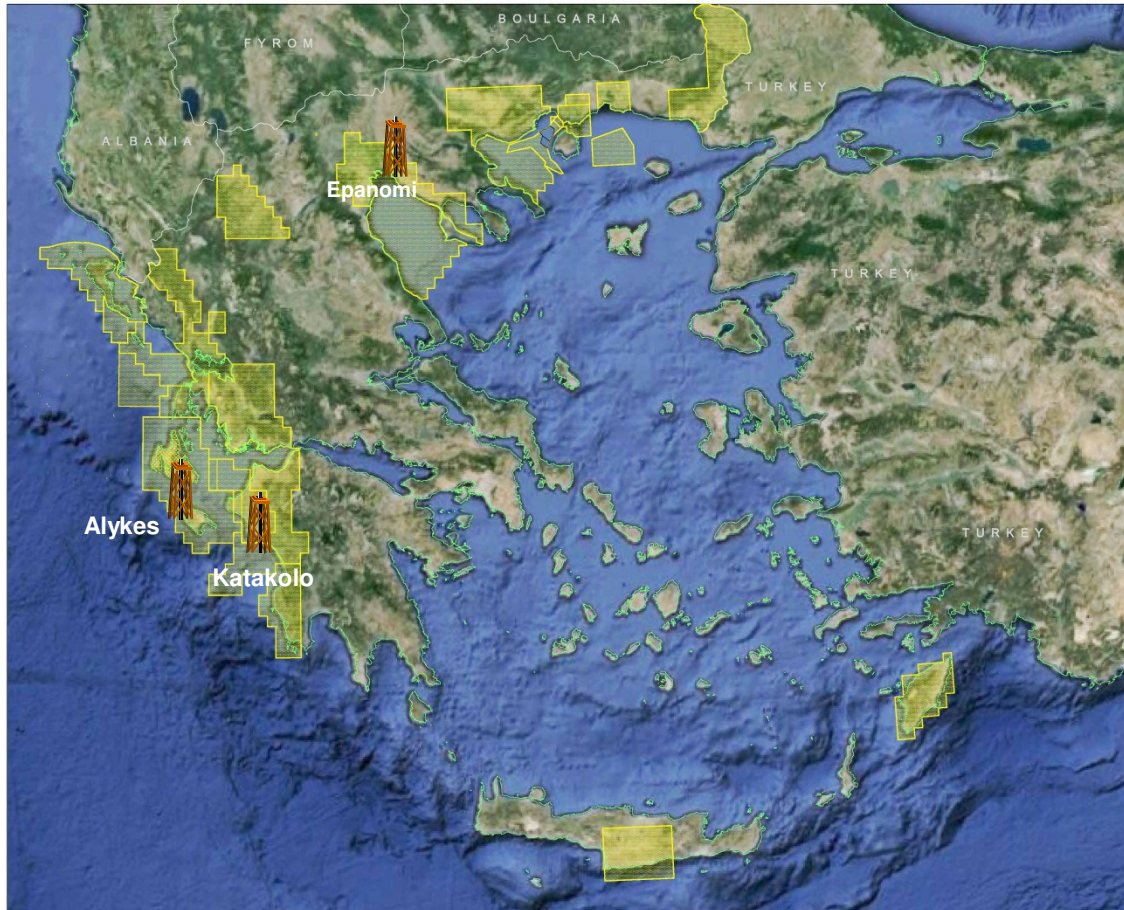 BOULGARIA
FYROM
TURKEY
ALBANIA
Epanomi
TURKEY
Alykes
TURKEY
Katakolo